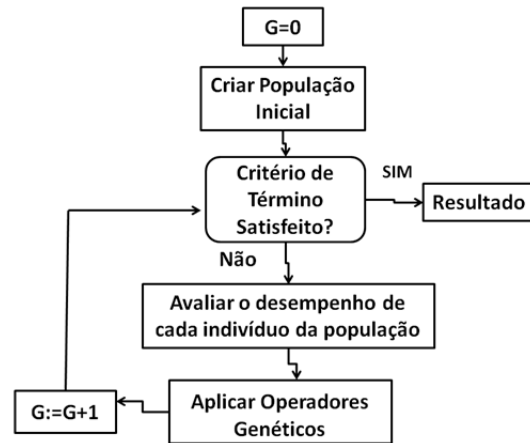 G=0
Criar População
Inicial
Critério de
Término
Satisfeito?
SIM
Resultado
Não
Avaliar o desempenho de
cada indivíduo da população
Aplicar Operadores
Genéticos
G:=G+1